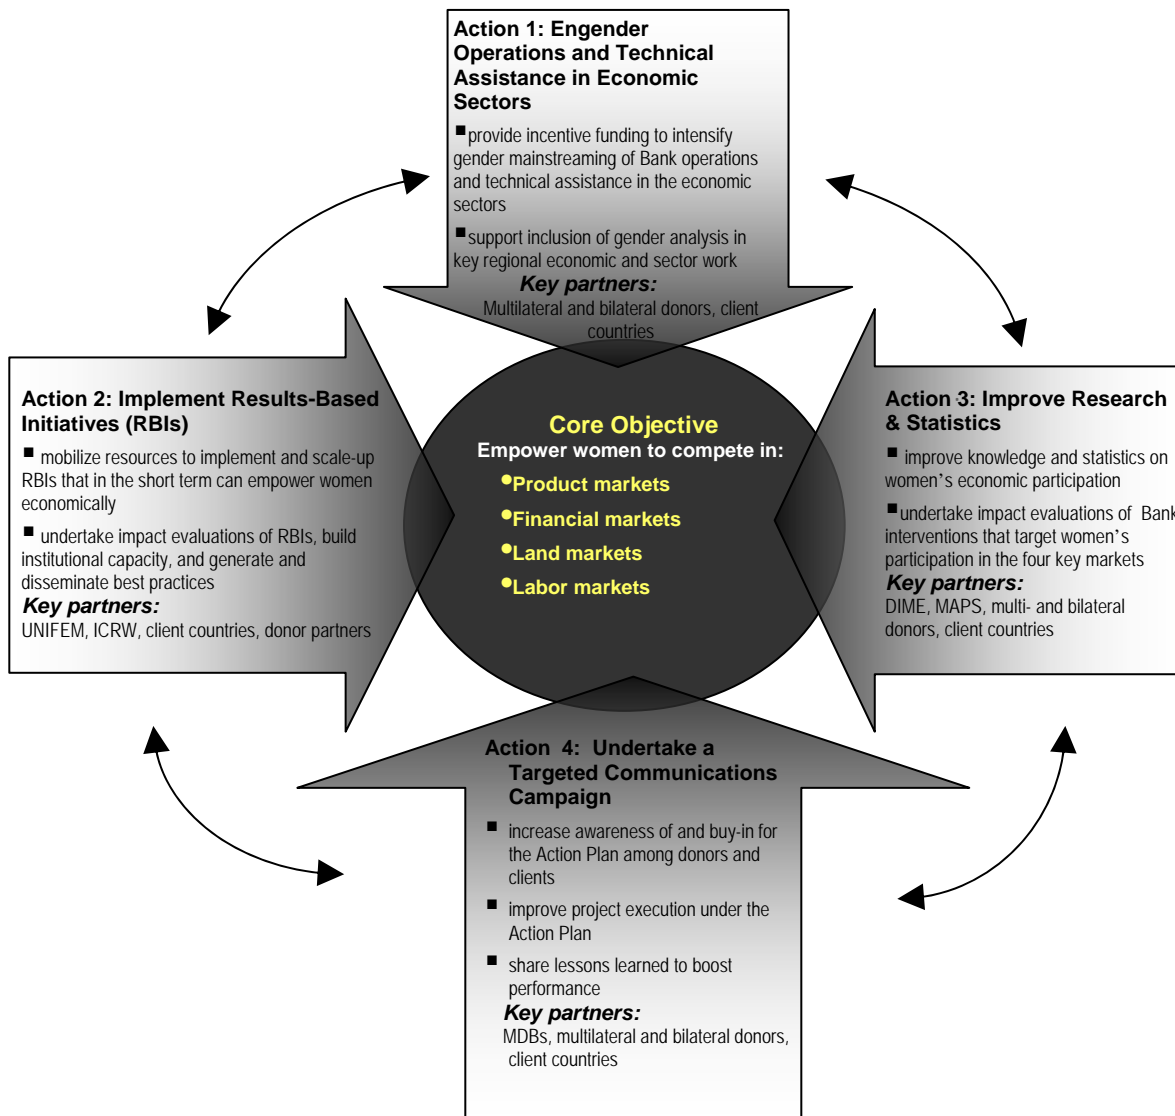 Action 1: Engender
Operations and Technical
Assistance in Economic
Sectors
▪provide incentive funding to intensify
gender mainstreaming of Bank operations
and technical assistance in the economic
sectors
▪support inclusion of gender analysis in
key regional economic and sector work
Key partners:
Multilateral and bilateral donors, client
countries
Action 2: Implement Results-Based
Initiatives (RBIs)
▪ mobilize resources to implement and scale-up
RBIs that in the short term can empower women
economically
▪ undertake impact evaluations of RBIs, build
institutional capacity, and generate and
disseminate best practices
Key partners:
UNIFEM, ICRW, client countries, donor partners
Core Objective
Empower women to compete in:
•Product markets
•Financial markets
•Land markets
•Labor markets
Action 3: Improve Research
& Statistics
▪ improve knowledge and statistics on
women's economic participation
▪undertake impact evaluations of Bank
interventions that target women's
participation in the four key markets
Key partners:
DIME, MAPS, multi- and bilateral
donors, client countries
Action 4: Undertake a
Targeted Communications
Campaign
▪ increase awareness of and buy-in for
the Action Plan among donors and
clients
▪ improve project execution under the
Action Plan
▪ share lessons learned to boost
performance
Key partners:
MDBs, multilateral and bilateral donors,
client countries